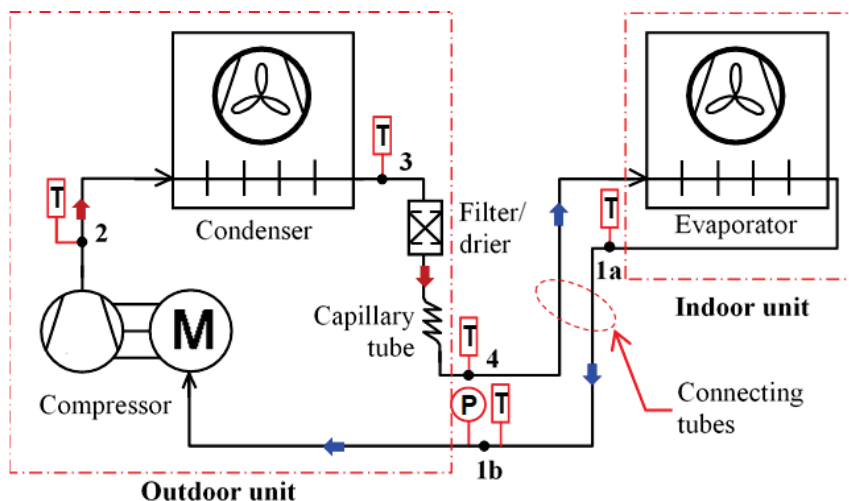 T
3
T
2
Condenser
Filter/
drier
Evaporator
T
1a
Indoor unit
M
Capillary
tube
T
4
Compressor
P
T
1b
Connecting
tubes
Outdoor unit